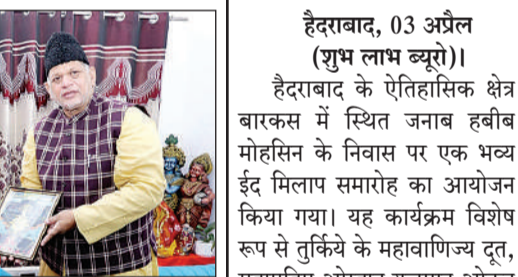 हैदराबाद, 03 अप्रैल
(शुभ लाभ ब्यूरो)।
हैदराबाद के ऐतिहासिक क्षेत्र
बारकस में स्थित जनाब हबीब
मोहसिन के निवास पर एक भव्य
ईद मिलाप समारोह का आयोजन
किया गया। यह कार्यक्रम विशेष
रूप से तुर्किये के महावाणिज्य दूत,